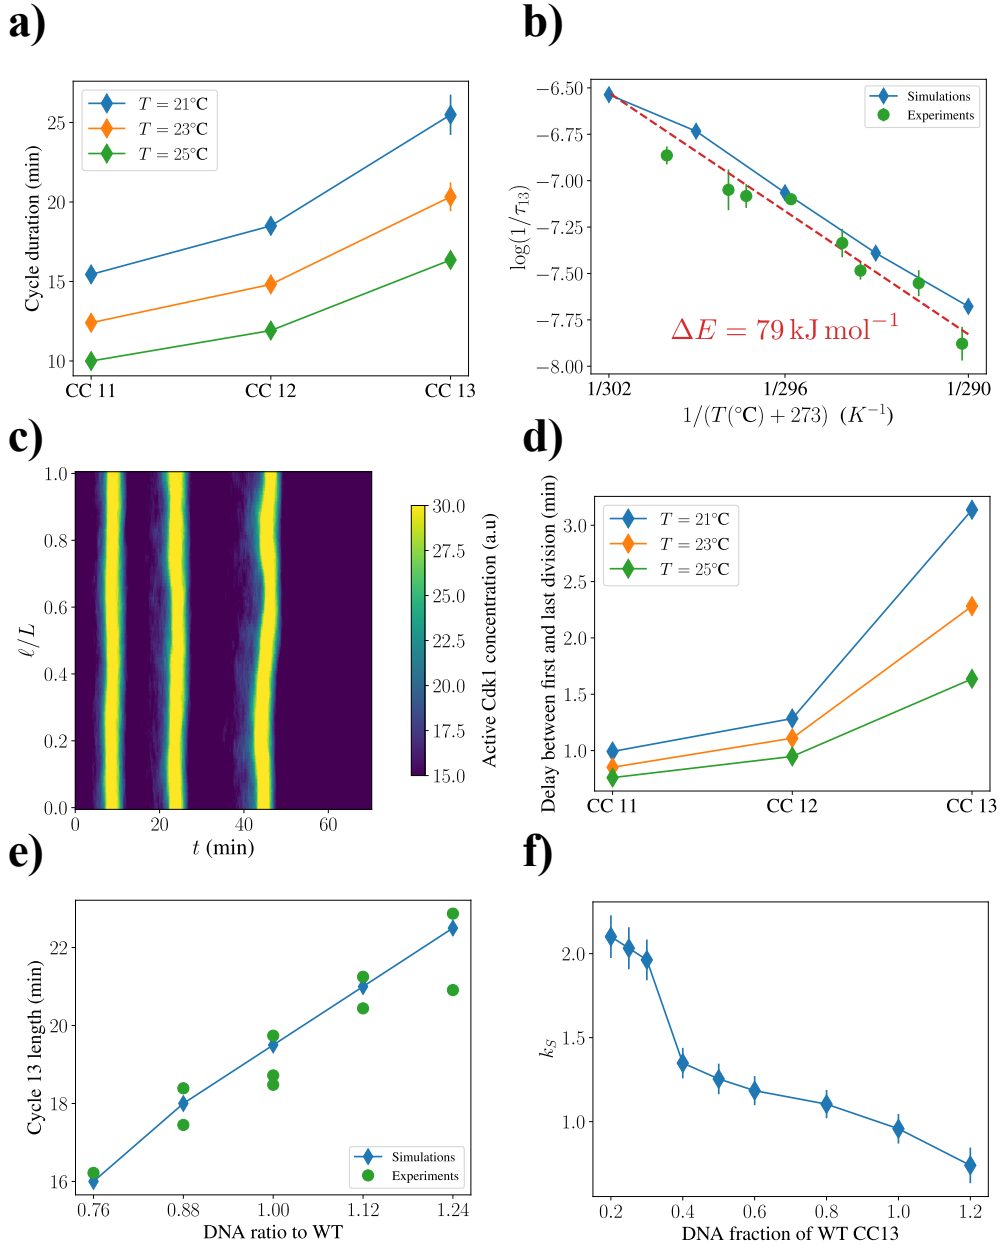 a)
Cycle duration (min)
25
20
15
10
T = 21°C
T = 23°C
T = 25°C
CC 11
CC 12
CC 13
b)
log(1/τ13)
−6.50
−6.75
−7.00
−7.25
−7.50
−7.75
−8.00
Simulations
Experiments
ΔE = 79 kJ mol−1
1/302
1/296
1/290
1/(T(°C) + 273) (K−1)
c)
ℓ/L
1.0
0.8
0.6
0.4
0.2
0.0
0
20
40
60
t (min)
30.0
27.5
25.0
22.5
20.0
17.5
15.0
Active Cdk1 concentration (a.u)
d)
Delay between first and last division (min)
3.0
2.5
2.0
1.5
1.0
T = 21°C
T = 23°C
T = 25°C
CC 11
CC 12
CC 13
e)
Cycle 13 length (min)
22
20
18
16
Simulations
Experiments
0.76
0.88
1.00
1.12
1.24
DNA ratio to WT
f)
kS
2.0
1.5
1.0
0.2
0.4
0.6
0.8
1.0
1.2
DNA fraction of WT CC13